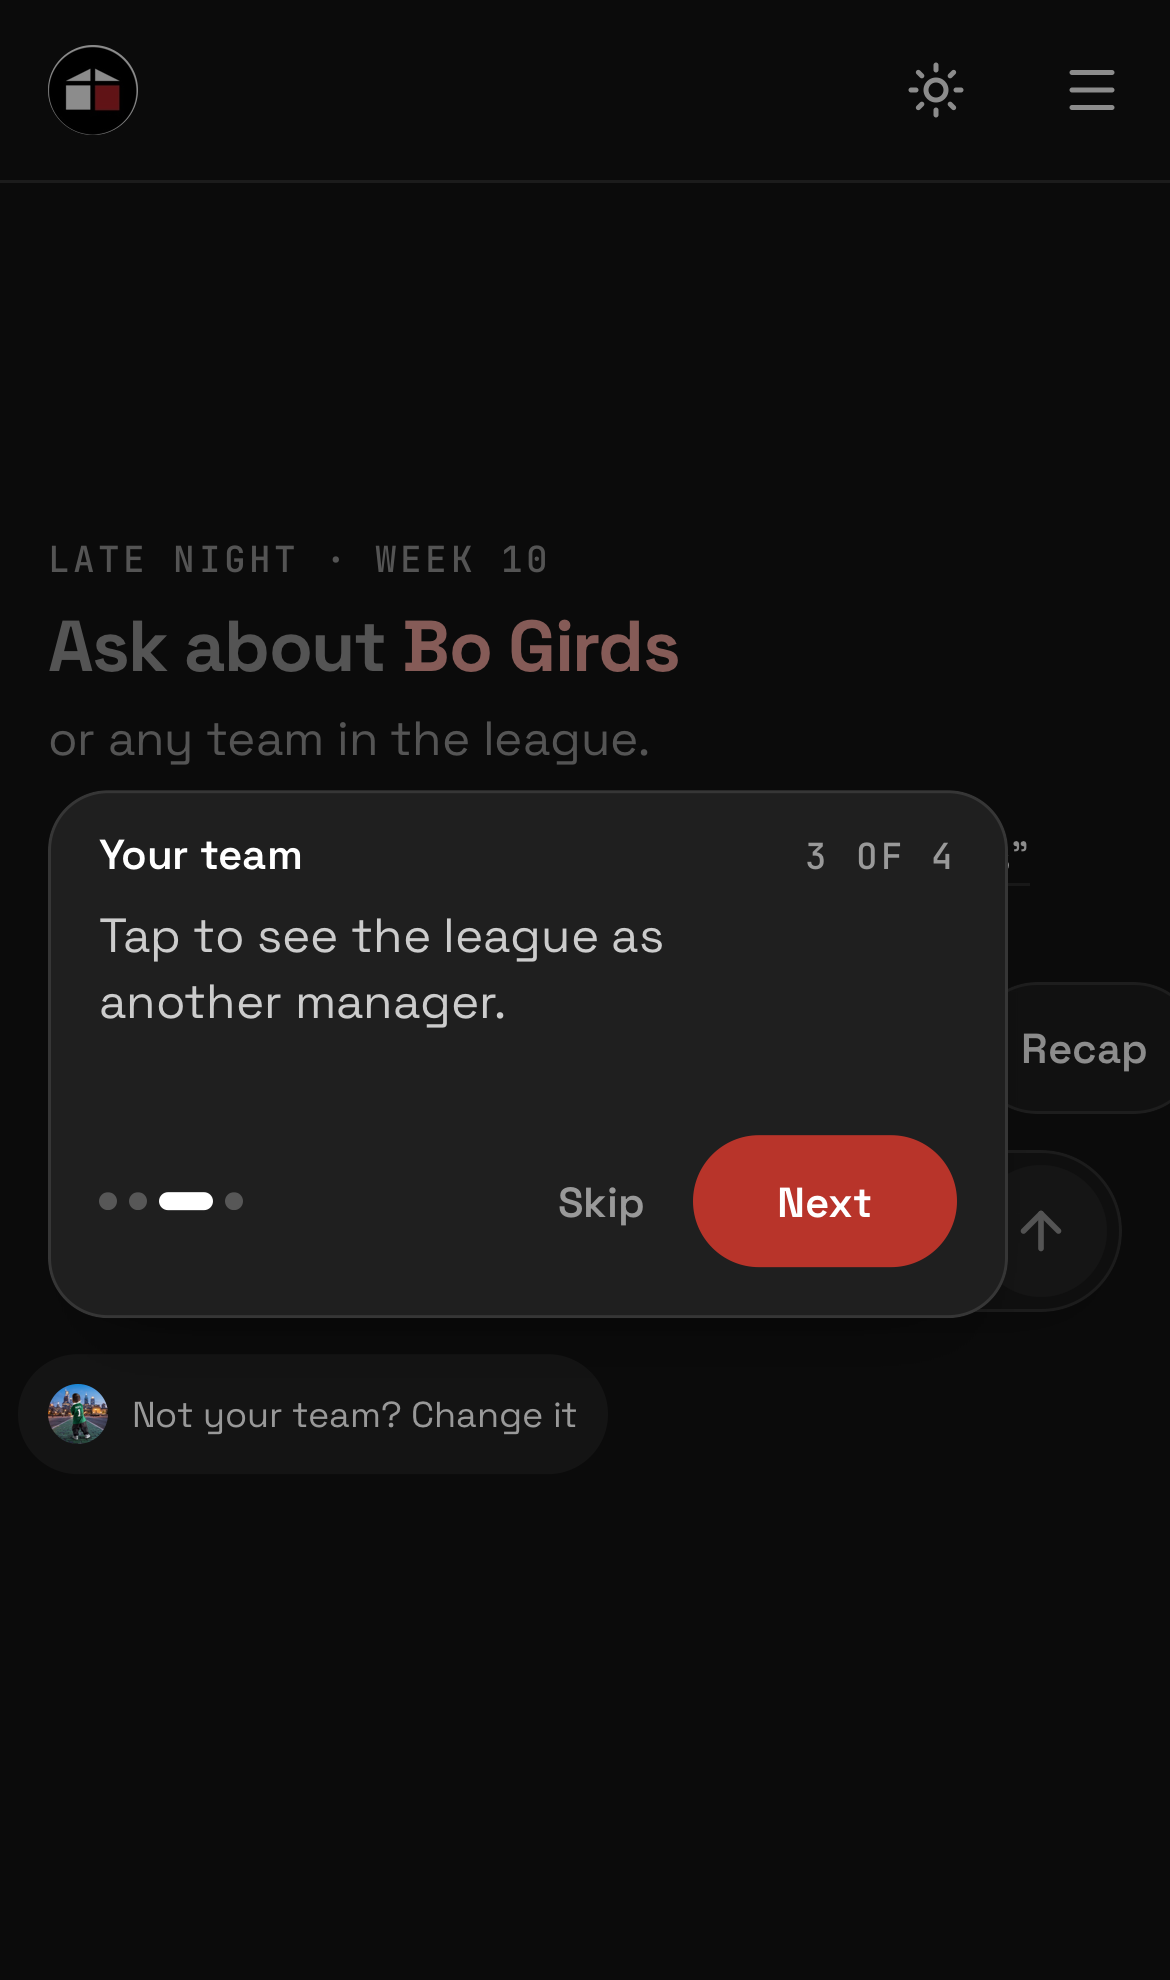 LATE NIGHT · WEEK 10
Ask about Bo Girds
or any team in the league.
Your team
3 OF 4
”
Tap to see the league as
another manager.
Recap
Skip
Next
Not your team? Change it